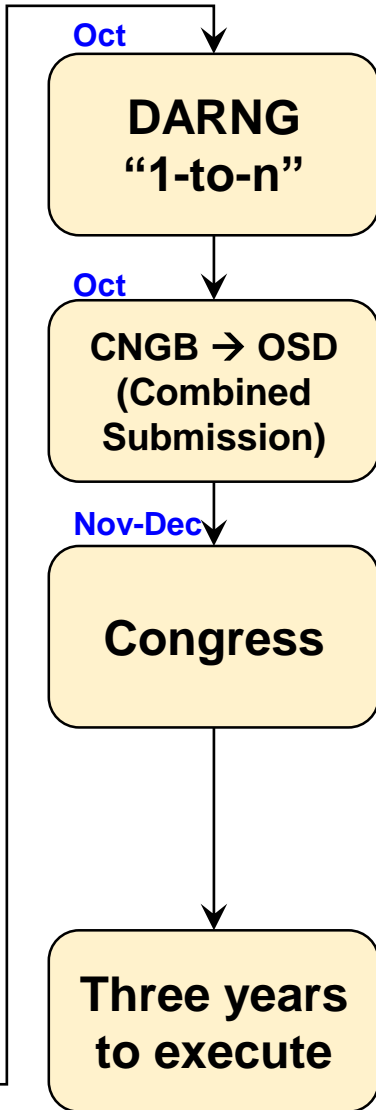 Oct
DARNG
“1-to-n”
Oct
CNGB → OSD
(Combined
Submission)
Nov-Dec
Congress
Three years
to execute